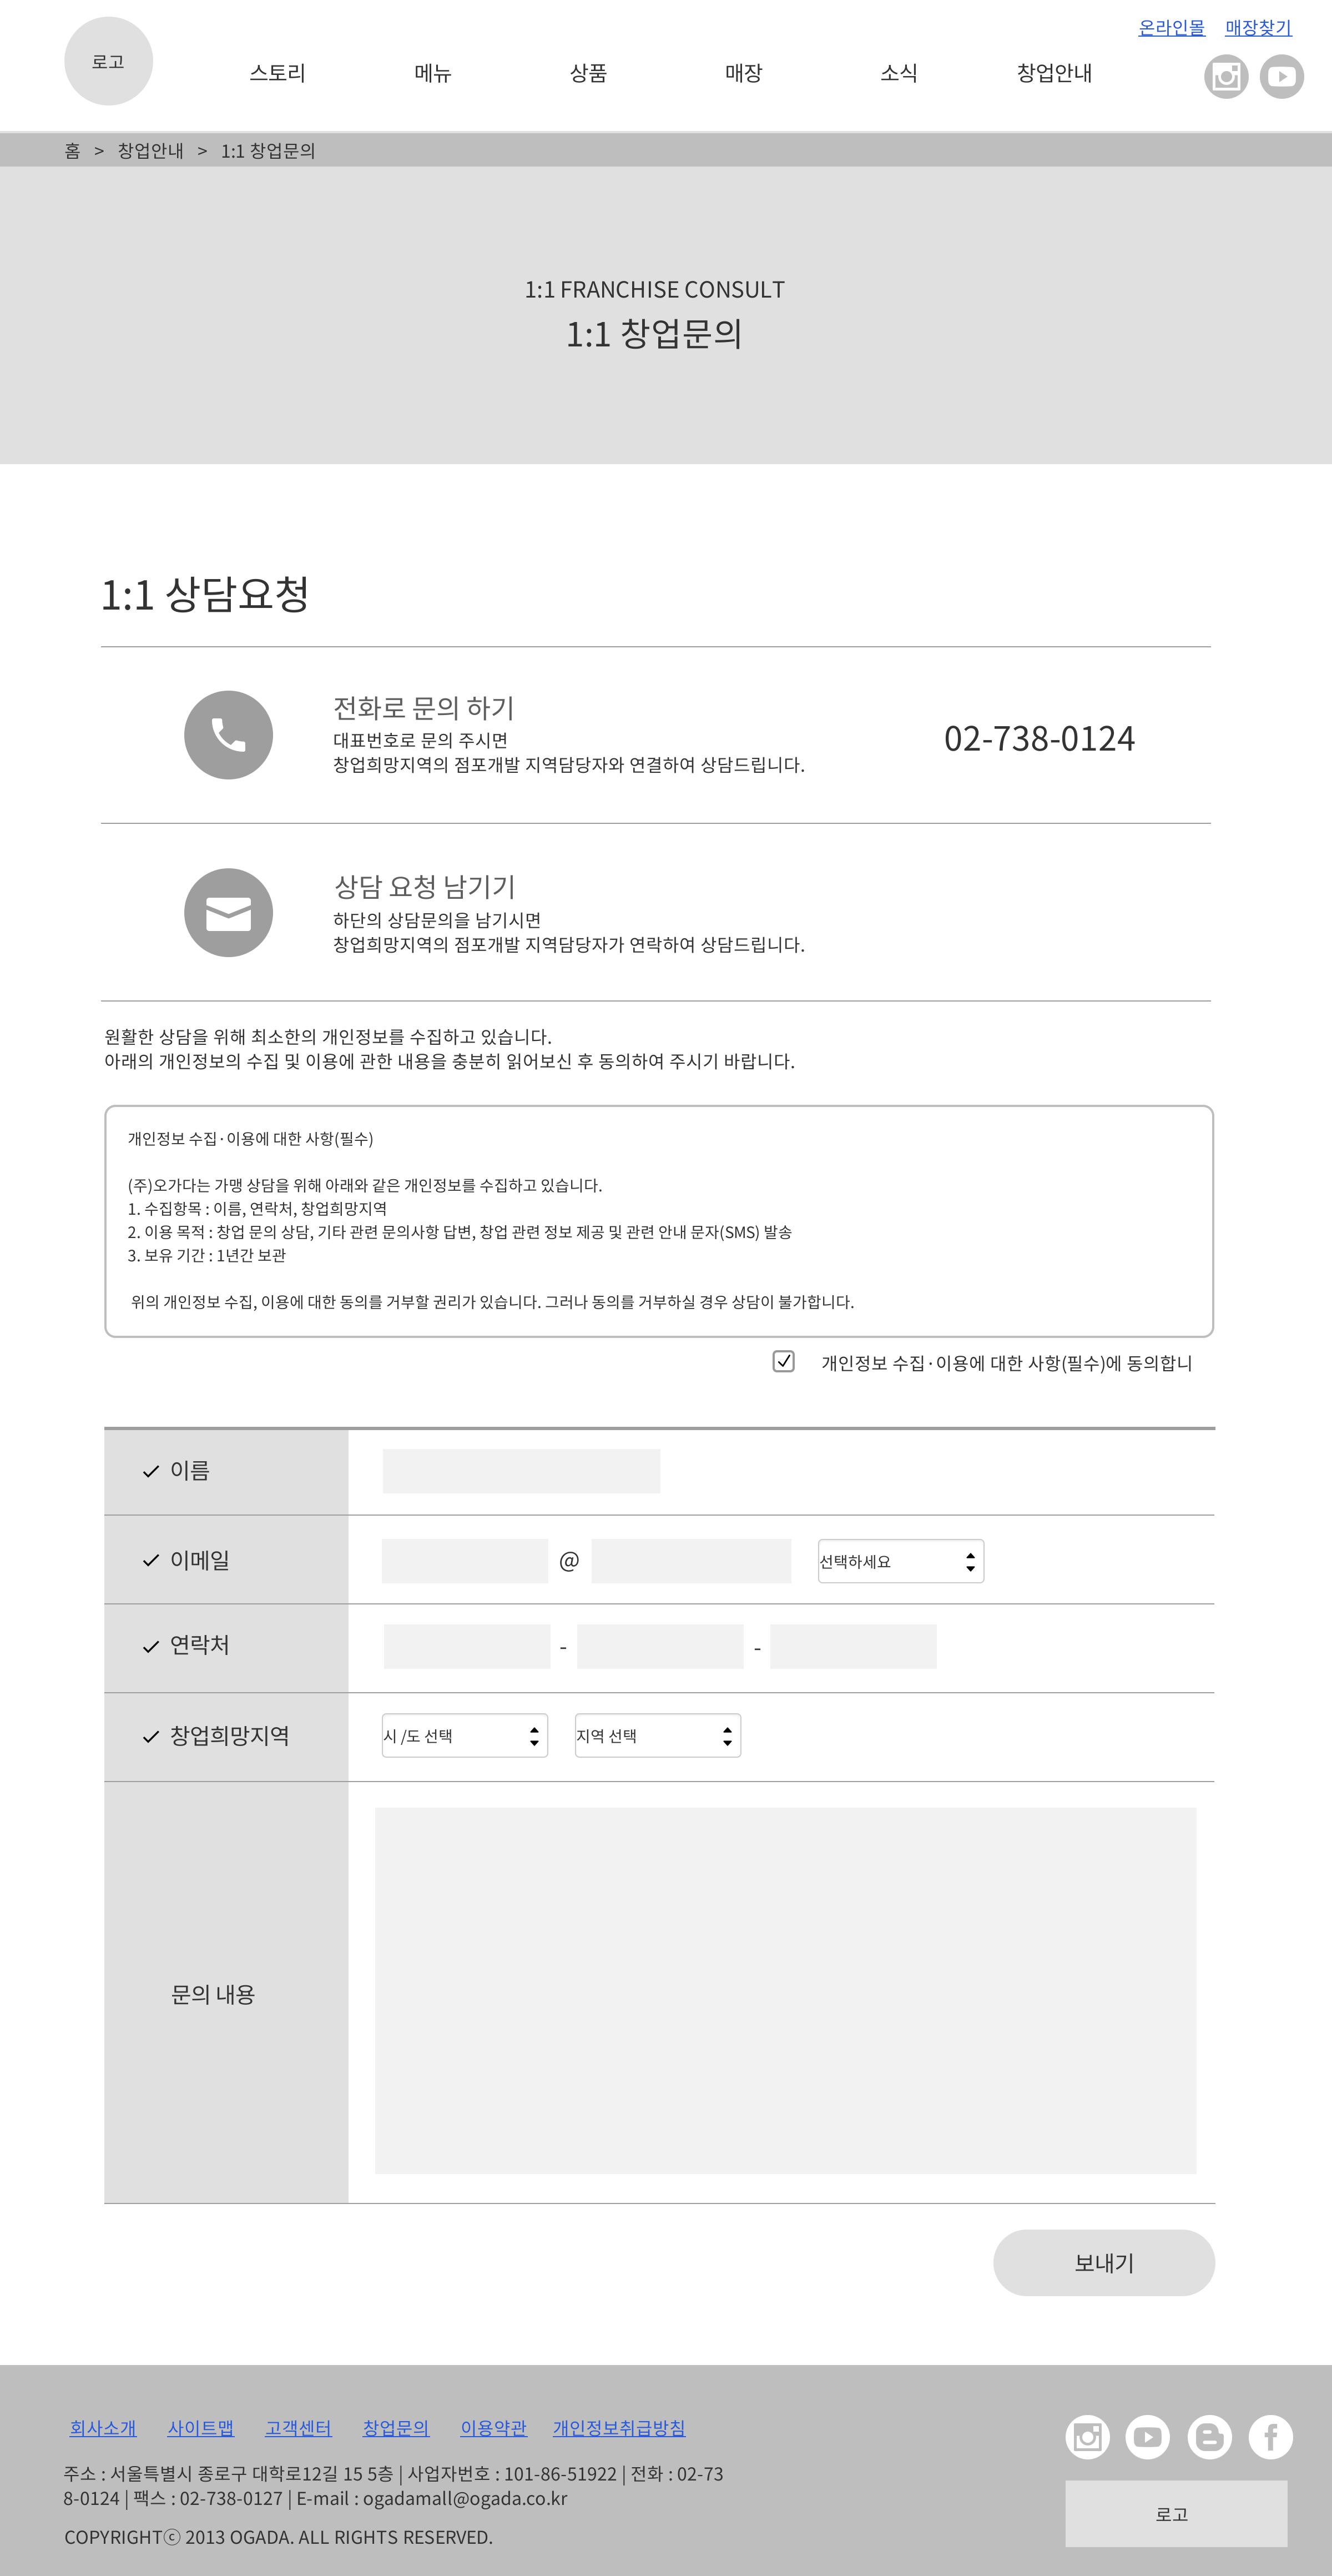 온라인몰 매장찾기
로고 스토리 메뉴 상품 매장 소식 창업안내
홈 > 창업안내 > 1:1 창업문의
1:1 FRANCHISE CONSULT
1:1 창업문의
1:1 상담요청
전화로 문의 하기
대표번호로 문의 주시면
창업희망지역의 점포개발 지역담당자와 연결하여 상담드립니다.
02-738-0124
상담 요청 남기기
하단의 상담문의을 남기시면
창업희망지역의 점포개발 지역담당자가 연락하여 상담드립니다.
원활한 상담을 위해 최소한의 개인정보를 수집하고 있습니다.
아래의 개인정보의 수집 및 이용에 관한 내용을 충분히 읽어보신 후 동의하여 주시기 바랍니다.
개인정보 수집·이용에 대한 사항(필수)
(주)오가다는 가맹 상담을 위해 아래와 같은 개인정보를 수집하고 있습니다.
1. 수집항목 : 이름, 연락처, 창업희망지역
2. 이용 목적 : 창업 문의 상담, 기타 관련 문의사항 답변, 창업 관련 정보 제공 및 관련 안내 문자(SMS) 발송
3. 보유 기간 : 1년간 보관
위의 개인정보 수집, 이용에 대한 동의를 거부할 권리가 있습니다. 그러나 동의를 거부하실 경우 상담이 불가합니다.
개인정보 수집·이용에 대한 사항(필수)에 동의합니
이름
이메일 @ 선택하세요
연락처 - -
창업희망지역 시 /도 선택 지역 선택
문의 내용
보내기
회사소개 사이트맵 고객센터 창업문의 이용약관 개인정보취급방침
주소 : 서울특별시 종로구 대학로12길 15 5층 | 사업자번호 : 101-86-51922 | 전화 : 02-73
8-0124 | 팩스 : 02-738-0127 | E-mail : ogadamall@ogada.co.kr
COPYRIGHTⓒ 2013 OGADA. ALL RIGHTS RESERVED.
로고